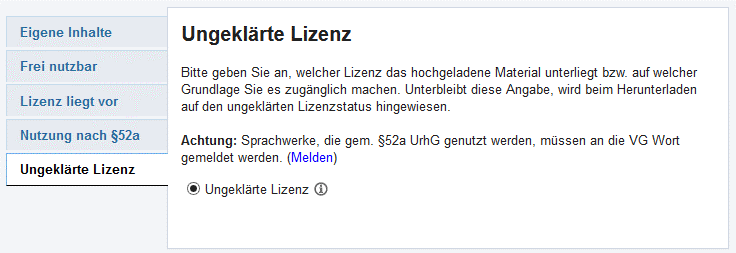 Eigene Inhalte
Frei nutzbar
Lizenz liegt vor
Nutzung nach §52a
Ungeklärte Lizenz
Ungeklärte Lizenz
Bitte geben Sie an, welcher Lizenz das hochgeladene Material unterliegt bzw. auf welcher
Grundlage Sie es zugänglich machen. Unterbleibt diese Angabe, wird beim Herunterladen
auf den ungeklärten Lizenzstatus hingewiesen.
Achtung: Sprachwerke, die gem. §52a UrhG genutzt werden, müssen an die VG Wort
gemeldet werden. (Melden)
Ungeklärte Lizenz